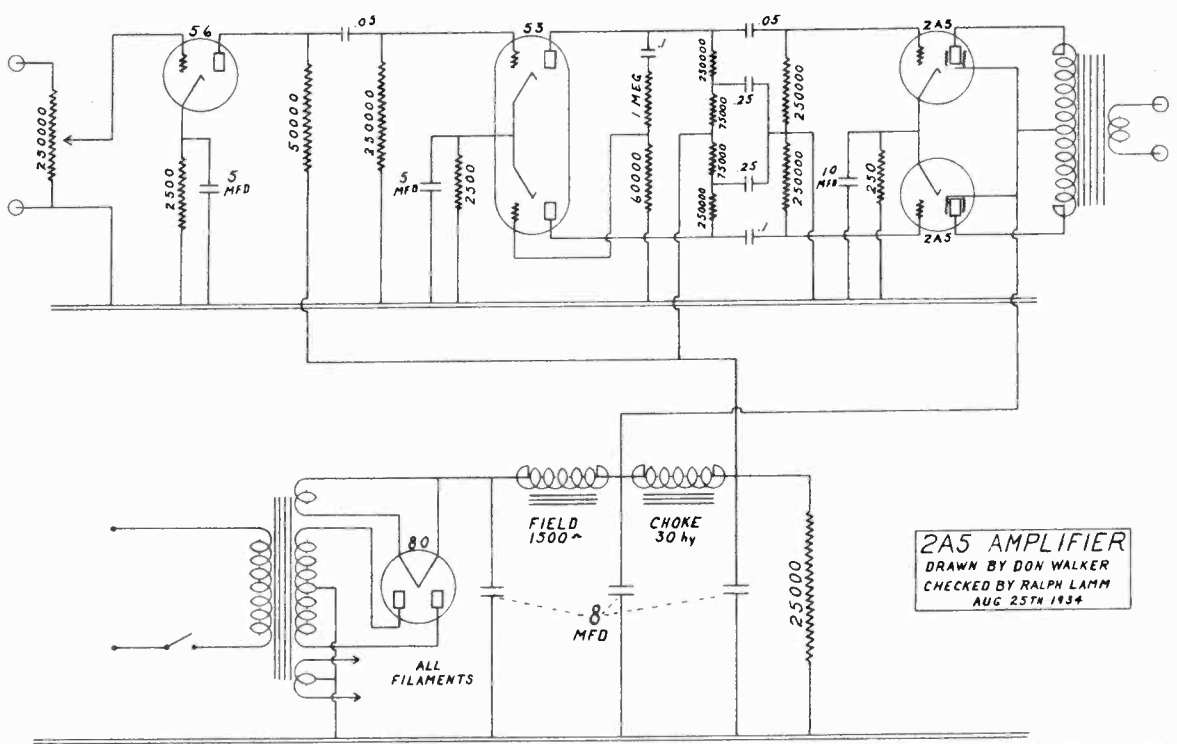 56
.05
53
.05
2A5
250000
2500
5
MFD
50000
250000
5
MFD
2500
.1
1 MEG
60000
250000
75000
75000
250000
.25
.25
.1
250000
250000
10
MFD
250
2A5
80
ALL
FILAMENTS
FIELD
1500~
CHOKE
30 hy
8
MFD
25000
2A5 AMPLIFIER
DRAWN BY DON WALKER
CHECKED BY RALPH LAMM
AUG 25TH 1934